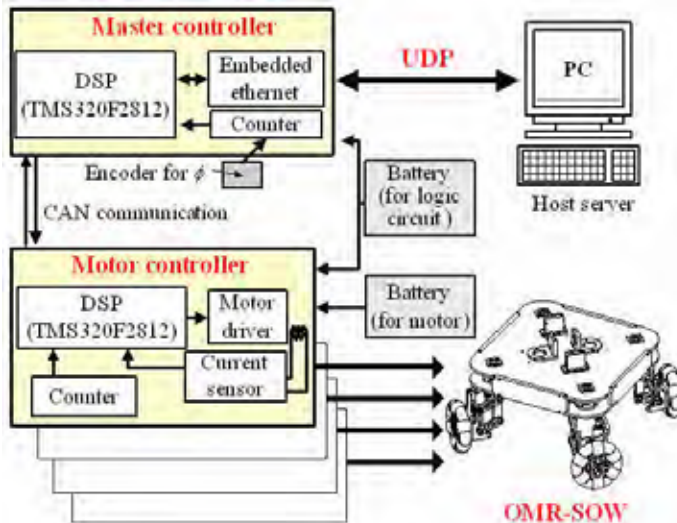 Master controller
DSP
(TMS320F2812)
Embedded
ethernet
Counter
Encoder for ϕ
UDP
PC
Host server
CAN communication
Battery
(for logic
circuit)
Motor controller
DSP
(TMS320F2812)
Motor
driver
Current
sensor
Counter
Battery
(for motor)
OMR-SOW